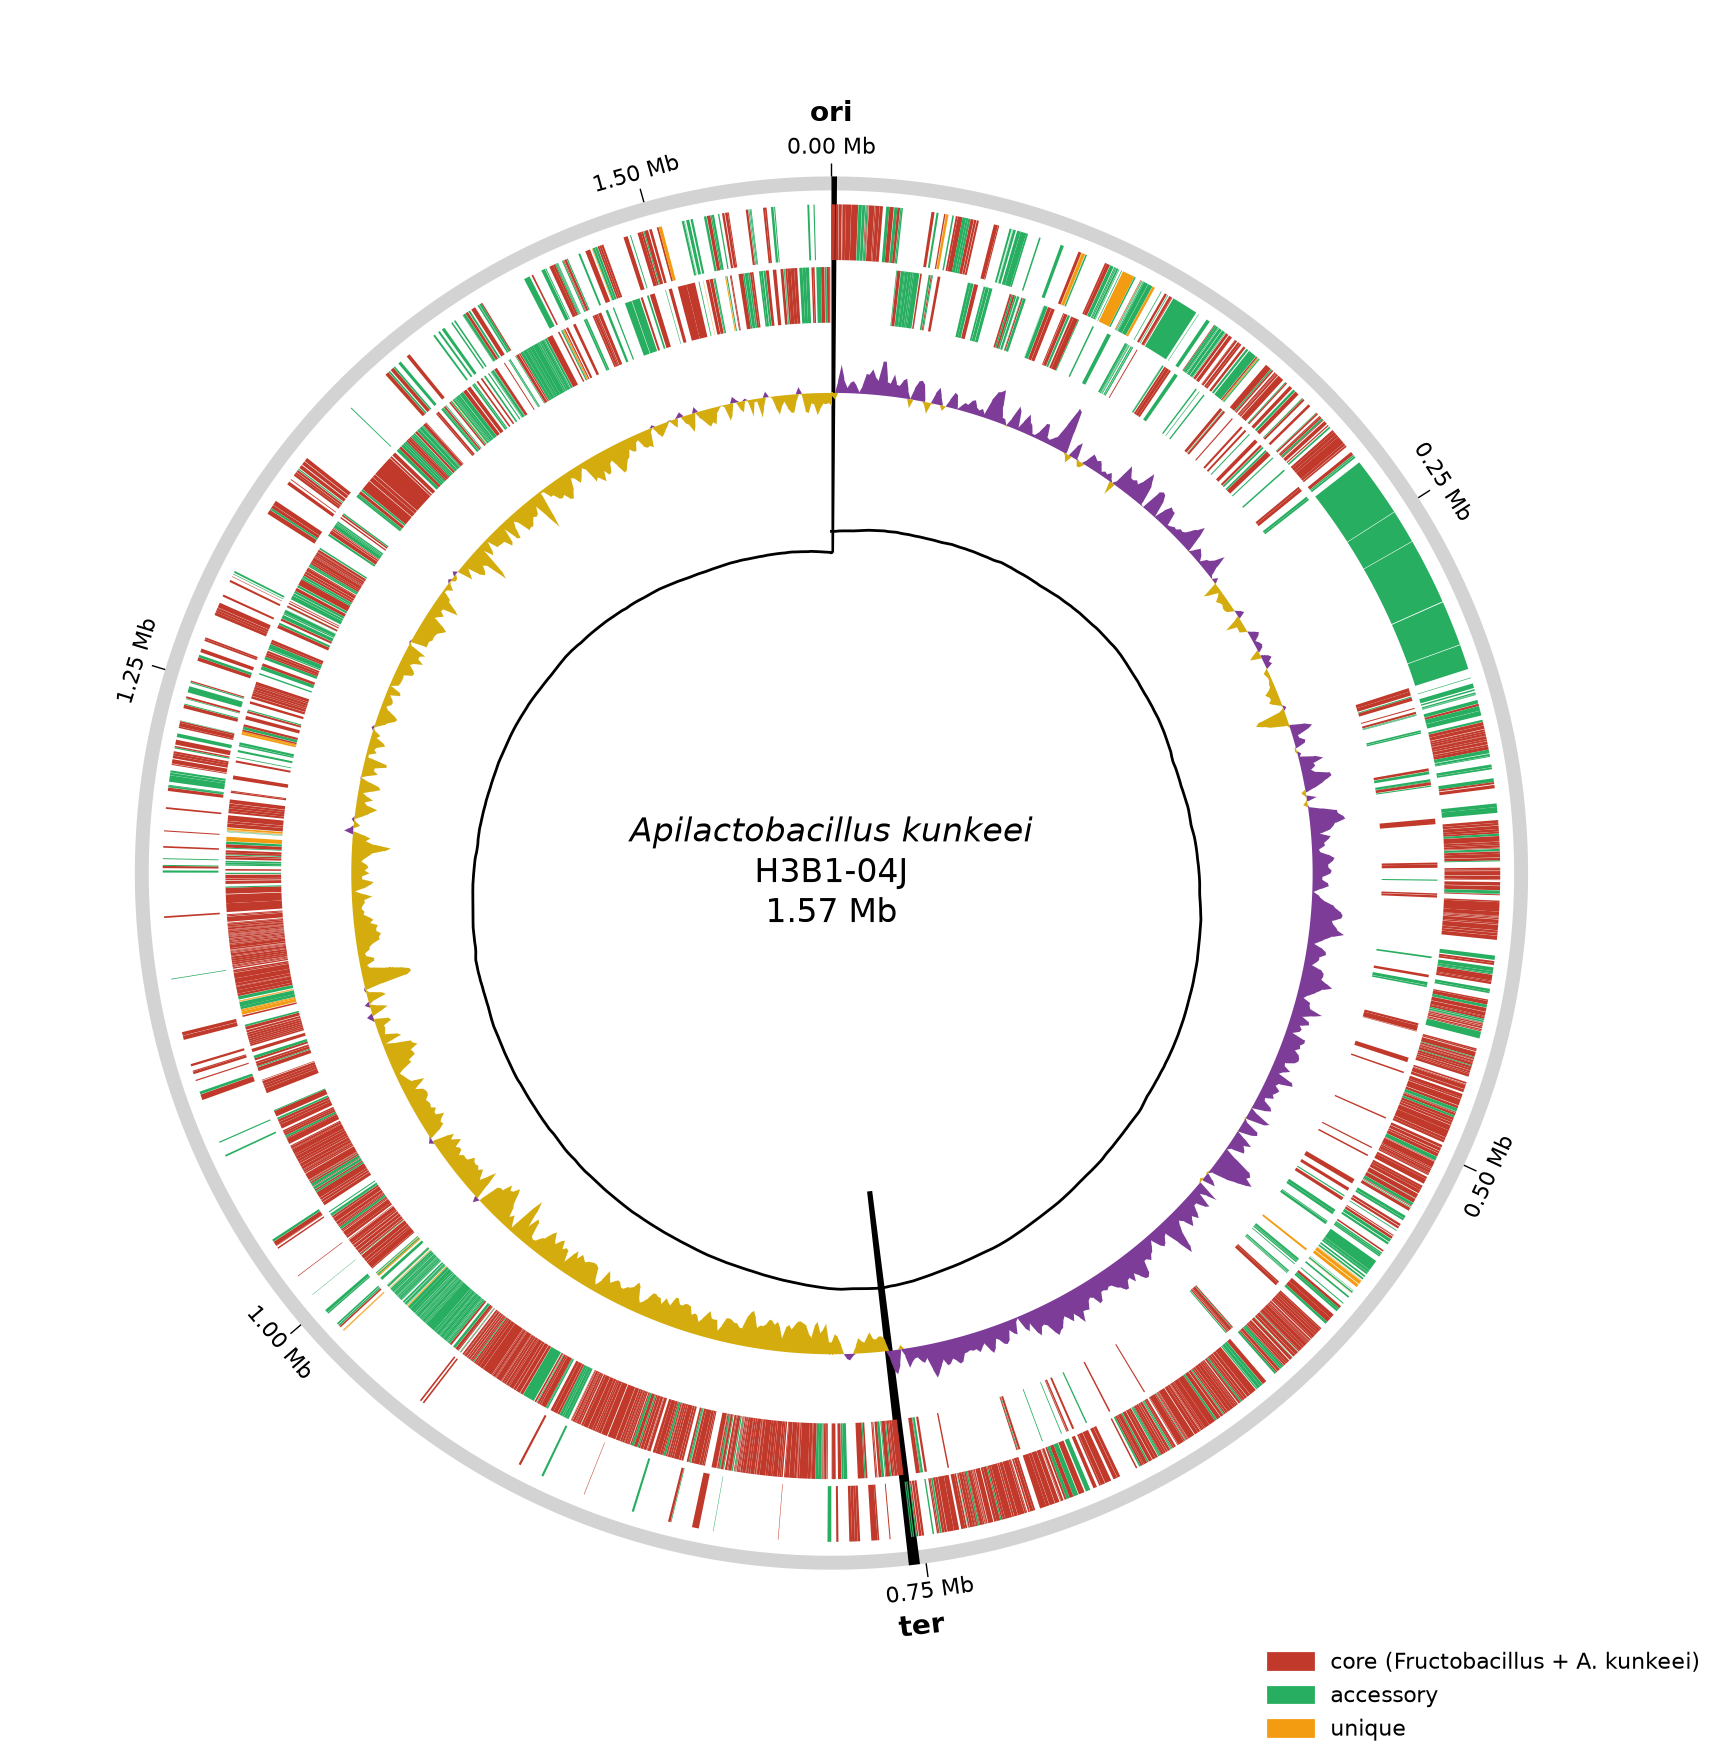 ori
0.00 Mb
1.50 Mb
0.25 Mb
1.25 Mb
Apilactobacillus kunkeei
H3B1-04J
1.57 Mb
0.50 Mb
1.00 Mb
0.75 Mb
ter
core (Fructobacillus + A. kunkeei)
accessory
unique